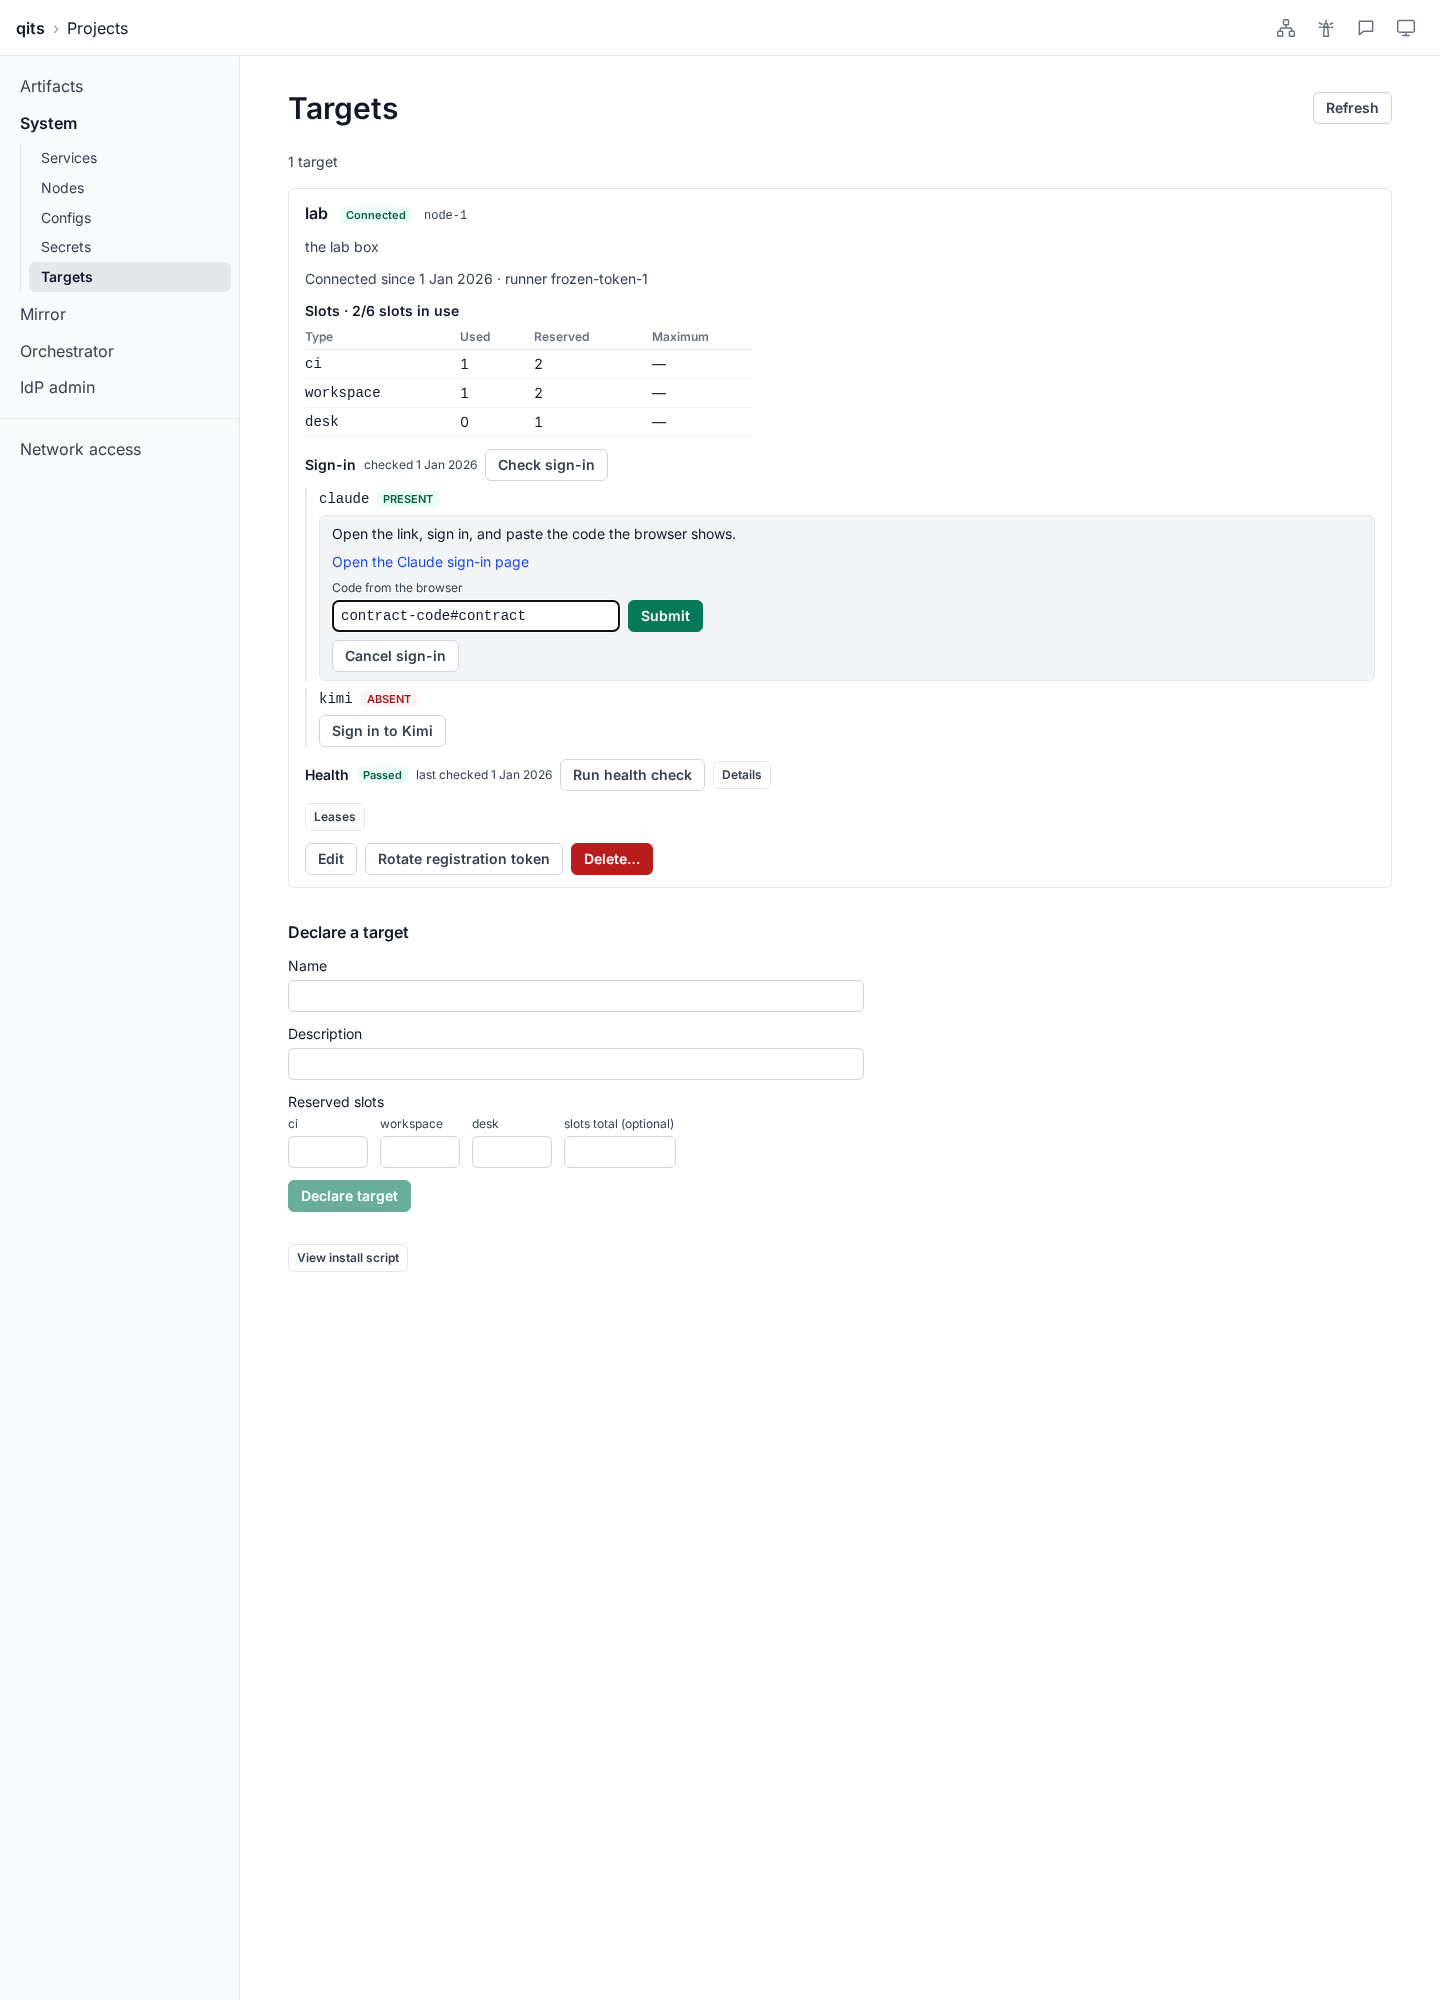 qits › Projects
Artifacts
System
Services
Nodes
Configs
Secrets
Targets
Mirror
Orchestrator
IdP admin
Network access
Targets
Refresh
1 target
lab Connected node-1
the lab box
Connected since 1 Jan 2026 · runner frozen-token-1
Slots · 2/6 slots in use
Type Used Reserved Maximum
ci 1 2 —
workspace 1 2 —
desk 0 1 —
Sign-in checked 1 Jan 2026 Check sign-in
claude PRESENT
Open the link, sign in, and paste the code the browser shows.
Open the Claude sign-in page
Code from the browser
contract-code#contract Submit
Cancel sign-in
kimi ABSENT
Sign in to Kimi
Health Passed last checked 1 Jan 2026 Run health check Details
Leases
Edit Rotate registration token Delete…
Declare a target
Name
Description
Reserved slots
ci workspace desk slots total (optional)
Declare target
View install script